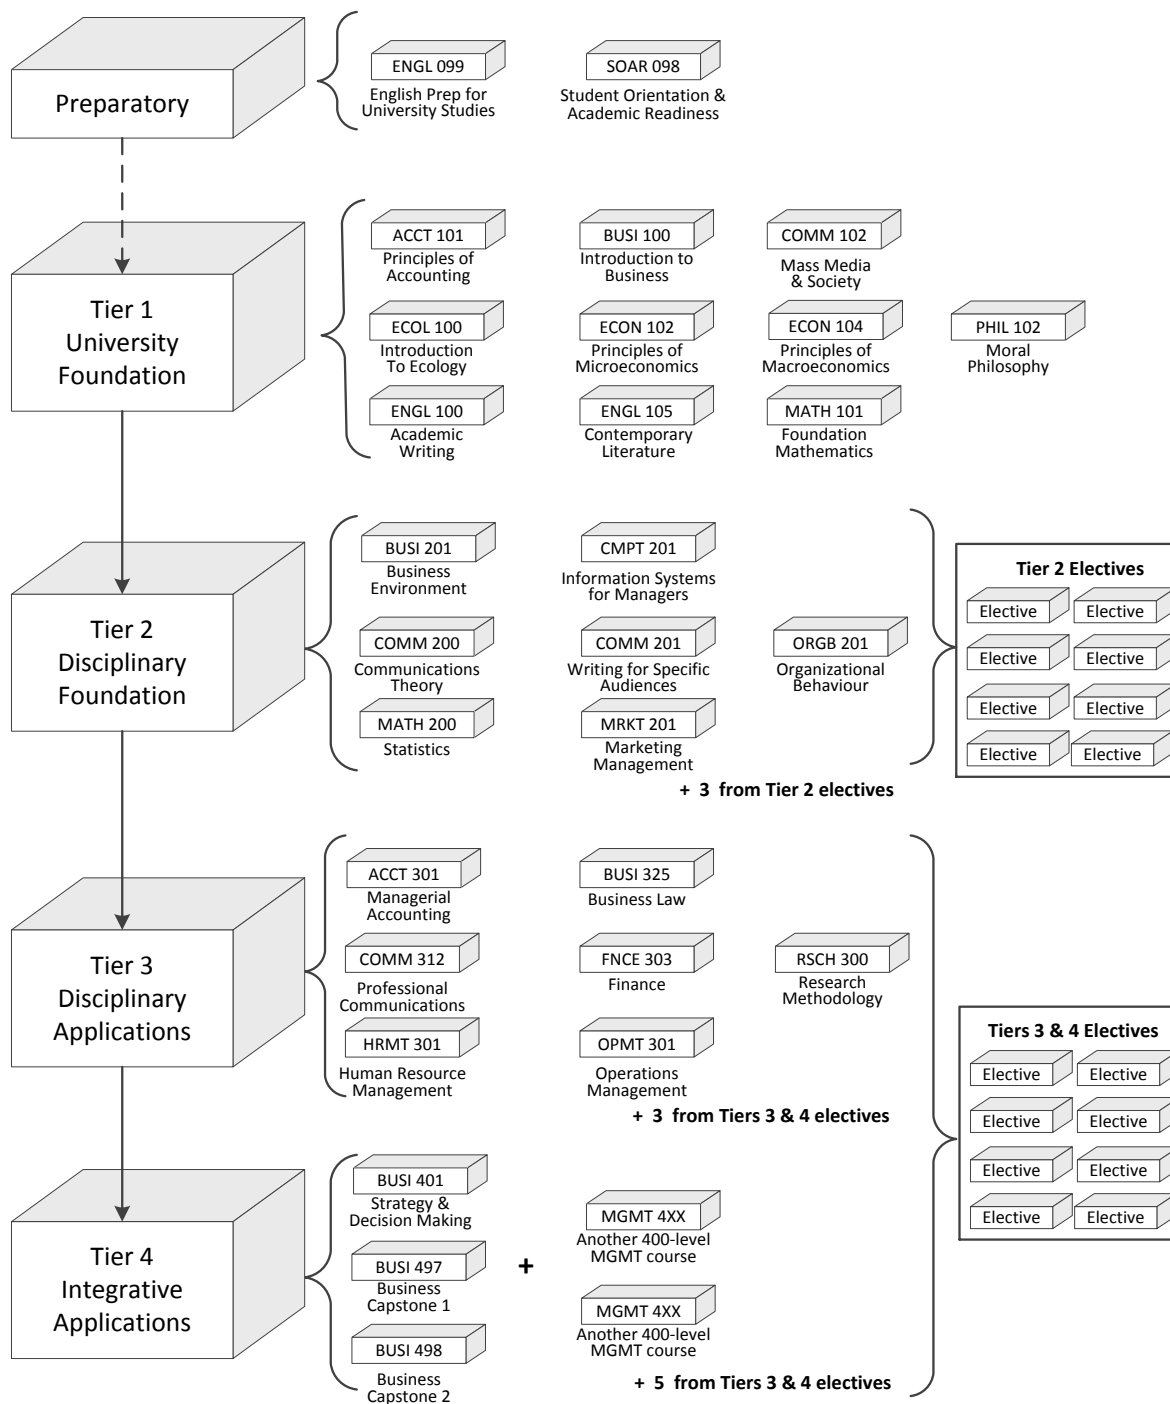 Preparatory
ENGL 099
English Prep for
University Studies
SOAR 098
Student Orientation &
Academic Readiness
Tier 1
University
Foundation
ACCT 101
Principles of
Accounting
BUSI 100
Introduction to
Business
COMM 102
Mass Media
& Society
ECOL 100
Introduction
To Ecology
ECON 102
Principles of
Microeconomics
ECON 104
Principles of
Macroeconomics
PHIL 102
Moral
Philosophy
ENGL 100
Academic
Writing
ENGL 105
Contemporary
Literature
MATH 101
Foundation
Mathematics
Tier 2
Disciplinary
Foundation
BUSI 201
Business
Environment
CMPT 201
Information Systems
for Managers
COMM 200
Communications
Theory
COMM 201
Writing for Specific
Audiences
ORGB 201
Organizational
Behaviour
MATH 200
Statistics
MRKT 201
Marketing
Management
+ 3 from Tier 2 electives
Tier 2 Electives
Elective
Elective
Elective
Elective
Elective
Elective
Elective
Elective
Tier 3
Disciplinary
Applications
ACCT 301
Managerial
Accounting
BUSI 325
Business Law
COMM 312
Professional
Communications
FNCE 303
Finance
RSCH 300
Research
Methodology
HRMT 301
Human Resource
Management
OPMT 301
Operations
Management
+ 3 from Tiers 3 & 4 electives
Tiers 3 & 4 Electives
Elective
Elective
Elective
Elective
Elective
Elective
Elective
Elective
Tier 4
Integrative
Applications
BUSI 401
Strategy &
Decision Making
BUSI 497
Business
Capstone 1
BUSI 498
Business
Capstone 2
+
MGMT 4XX
Another 400-level
MGMT course
MGMT 4XX
Another 400-level
MGMT course
+ 5 from Tiers 3 & 4 electives